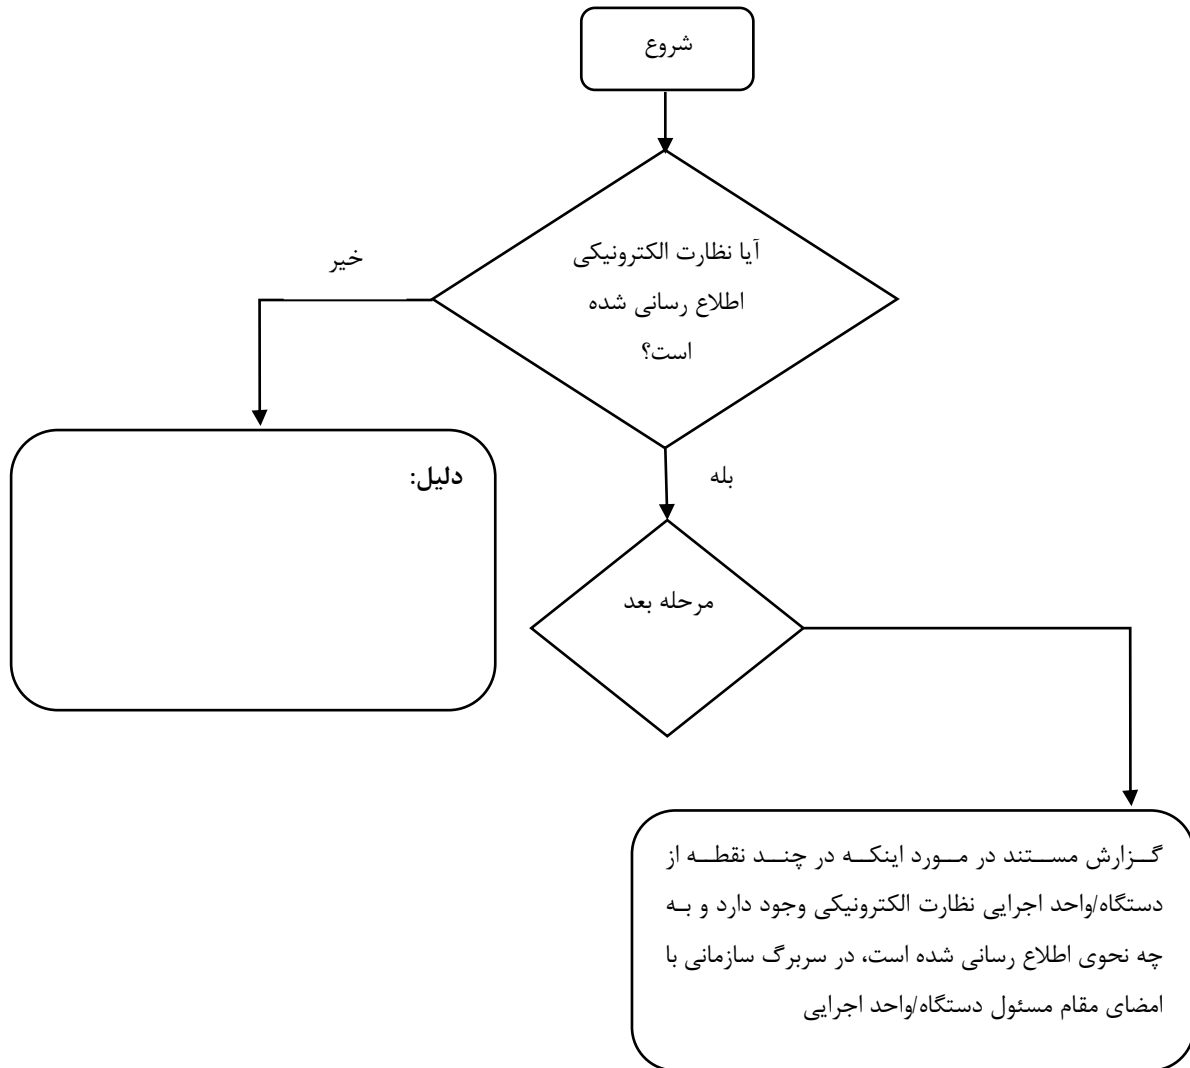 شروع
آیا نظارت الکترونیکی
اطلاع رسانی شده
است؟
خیر
دلیل:
بله
مرحله بعد
گزارش مستند در مورد اینکه در چند نقطه از
دستگاه/واحد اجرایی نظارت الکترونیکی وجود دارد و به
چه نحوی اطلاع رسانی شده است، در سربرگ سازمانی با
امضای مقام مسئول دستگاه/واحد اجرایی